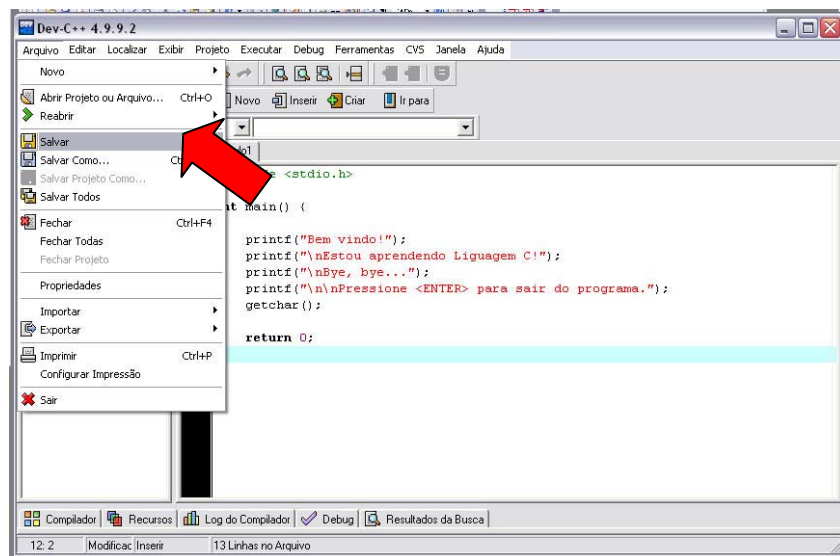 Dev-C++ 4.9.9.2
Arquivo Editar Localizar Exibir Projeto Executar Debug Ferramentas CVS Janela Ajuda
Novo
Abrir Projeto ou Arquivo... Ctrl+O
Reabrir
Salvar
Salvar Como...
Salvar Projeto Como...
Salvar Todos
Fechar Ctrl+F4
Fechar Todas
Fechar Projeto
Propriedades
Importar
Exportar
Imprimir Ctrl+P
Configurar Impressão
Sair
Novo Inserir Criar Ir para
<stdio.h>
main() {
printf("Bem vindo!");
printf("\nEstou aprendendo Liguagem C!");
printf("\nBye, bye...");
printf("\n\nPressione <ENTER> para sair do programa.");
getchar();
return 0;
Compilador Recursos Log do Compilador Debug Resultados da Busca
12: 2 Modificac Inserir 13 Linhas no Arquivo